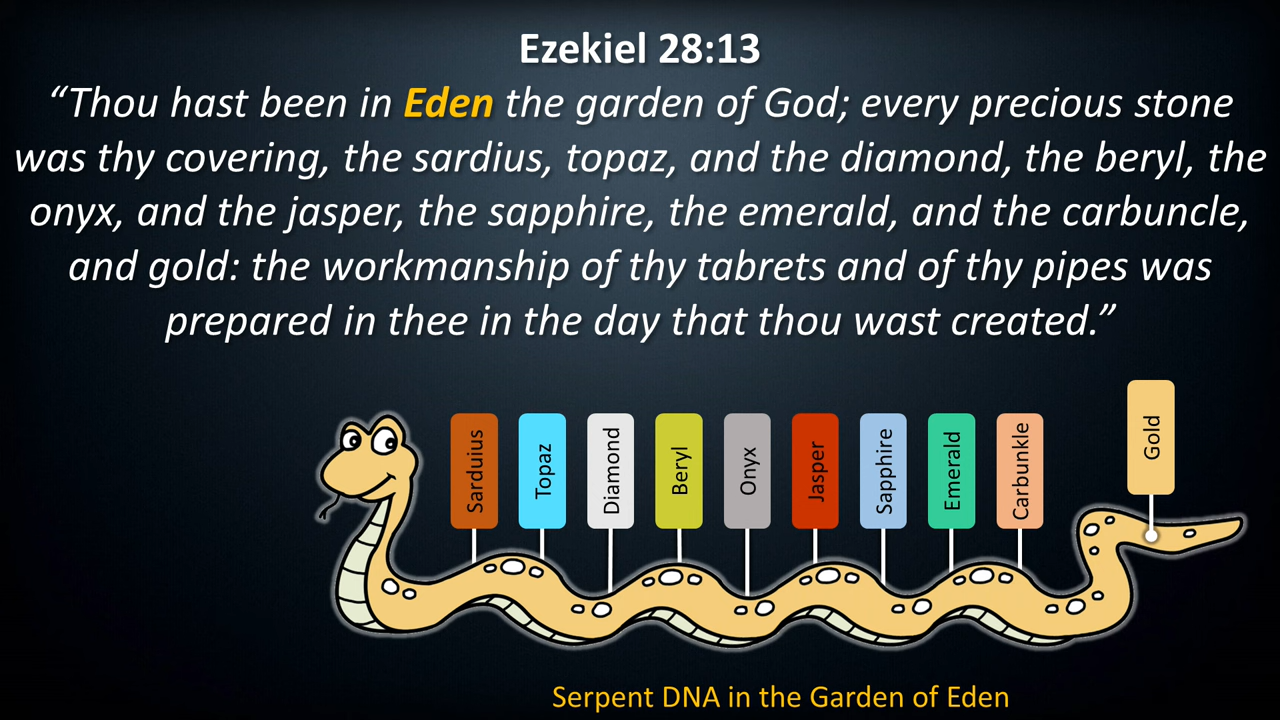 Ezekiel 28:13
“Thou hast been in Eden the garden of God; every precious stone
was thy covering, the sardius, topaz, and the diamond, the beryl, the
onyx, and the jasper, the sapphire, the emerald, and the carbuncle,
and gold: the workmanship of thy tabrets and of thy pipes was
prepared in thee in the day that thou wast created.”
Sarduius
Topaz
Diamond
Beryl
Onyx
Jasper
Sapphire
Emerald
Carbunkle
Gold
Serpent DNA in the Garden of Eden